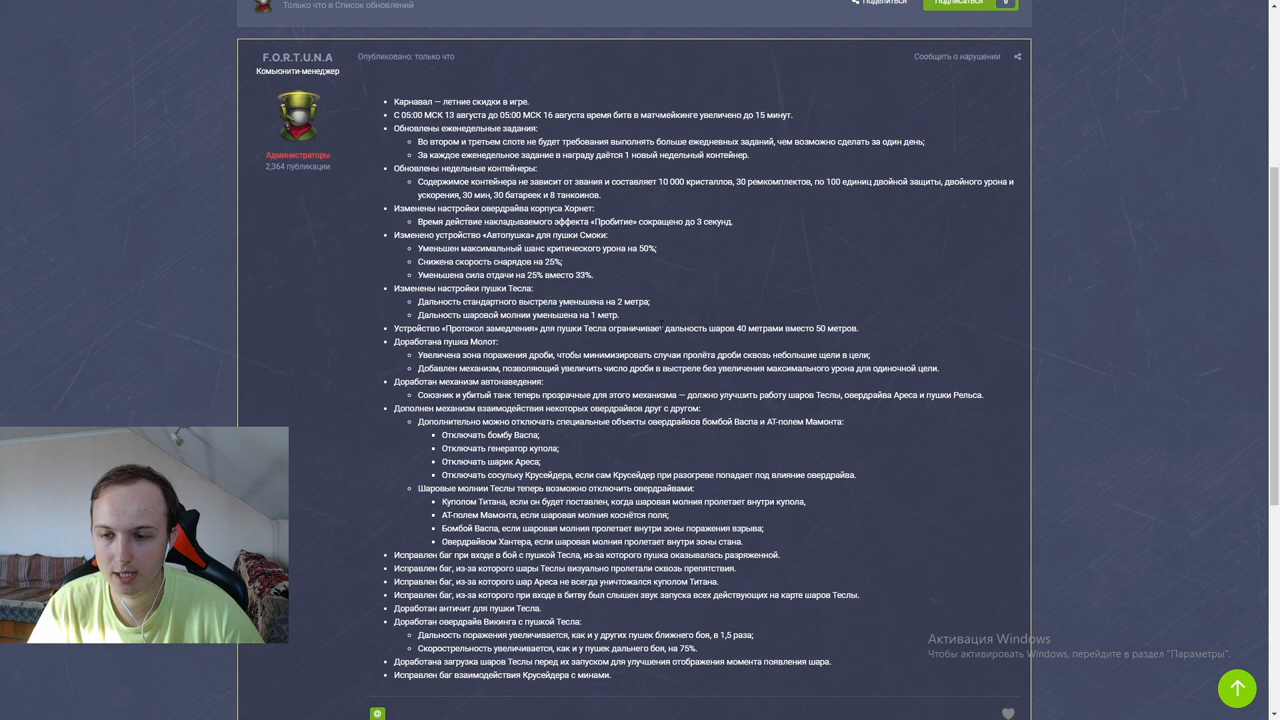 Только что в Список обновлений
Поделиться
Подписаться
0
F.O.R.T.U.N.A
Комьюнити-менеджер
Администраторы
2,364 публикации
Опубликовано: только что
Сообщить о нарушении
Карнавал — летние скидки в игре.
С 05:00 МСК 13 августа до 05:00 МСК 16 августа время битв в матчмейкинге увеличено до 15 минут.
Обновлены еженедельные задания:
Во втором и третьем слоте не будет требования выполнять больше ежедневных заданий, чем возможно сделать за один день;
За каждое еженедельное задание в награду даётся 1 новый недельный контейнер.
Обновлены недельные контейнеры:
Содержимое контейнера не зависит от звания и составляет 10 000 кристаллов, 30 ремкомплектов, по 100 единиц двойной защиты, двойного урона и
ускорения, 30 мин, 30 батареек и 8 танкоинов.
Изменены настройки овердрайва корпуса Хорнет:
Время действие накладываемого эффекта «Пробитие» сокращено до 3 секунд.
Изменено устройство «Автопушка» для пушки Смоки:
Уменьшен максимальный шанс критического урона на 50%;
Снижена скорость снарядов на 25%;
Уменьшена сила отдачи на 25% вместо 33%.
Изменены настройки пушки Тесла:
Дальность стандартного выстрела уменьшена на 2 метра;
Дальность шаровой молнии уменьшена на 1 метр.
Устройство «Протокол замедления» для пушки Тесла ограничивает дальность шаров 40 метрами вместо 50 метров.
Доработана пушка Молот:
Увеличена зона поражения дроби, чтобы минимизировать случаи пролёта дроби сквозь небольшие щели в цели;
Добавлен механизм, позволяющий увеличить число дроби в выстреле без увеличения максимального урона для одиночной цели.
Доработан механизм автонаведения:
Союзник и убитый танк теперь прозрачные для этого механизма — должно улучшить работу шаров Теслы, овердрайва Ареса и пушки Рельса.
Дополнен механизм взаимодействия некоторых овердрайвов друг с другом:
Дополнительно можно отключать специальные объекты овердрайвов бомбой Васпа и АТ-полем Мамонта:
Отключать бомбу Васпа;
Отключать генератор купола;
Отключать шарик Ареса;
Отключать сосульку Крусейдера, если сам Крусейдер при разогреве попадает под влияние овердрайва.
Шаровые молнии Теслы теперь возможно отключить овердрайвами:
Куполом Титана, если он будет поставлен, когда шаровая молния пролетает внутри купола,
АТ-полем Мамонта, если шаровая молния коснётся поля;
Бомбой Васпа, если шаровая молния пролетает внутри зоны поражения взрыва;
Овердрайвом Хантера, если шаровая молния пролетает внутри зоны стана.
Исправлен баг при входе в бой с пушкой Тесла, из-за которого пушка оказывалась разряженной.
Исправлен баг, из-за которого шары Теслы визуально пролетали сквозь препятствия.
Исправлен баг, из-за которого шар Ареса не всегда уничтожался куполом Титана.
Исправлен баг, из-за которого при входе в битву был слышен звук запуска всех действующих на карте шаров Теслы.
Доработан античит для пушки Тесла.
Доработан овердрайв Викинга с пушкой Тесла:
Дальность поражения увеличивается, как и у других пушек ближнего боя, в 1,5 раза;
Скорострельность увеличивается, как и у пушек дальнего боя, на 75%.
Доработана загрузка шаров Теслы перед их запуском для улучшения отображения момента появления шара.
Исправлен баг взаимодействия Крусейдера с минами.
Активация Windows
Чтобы активировать Windows, перейдите в раздел "Параметры".